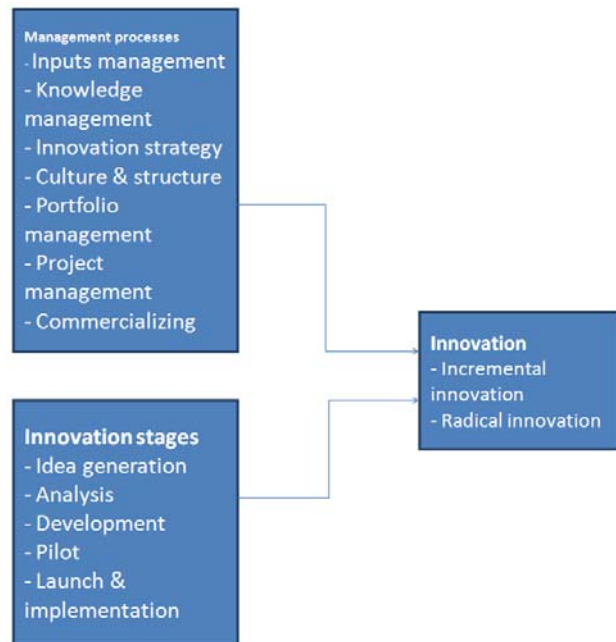 Management processes
- Inputs management
- Knowledge
management
- Innovation strategy
- Culture & structure
- Portfolio
management
- Project
management
- Commercializing
Innovation
- Incremental
innovation
- Radical innovation
Innovation stages
- Idea generation
- Analysis
- Development
- Pilot
- Launch &
implementation